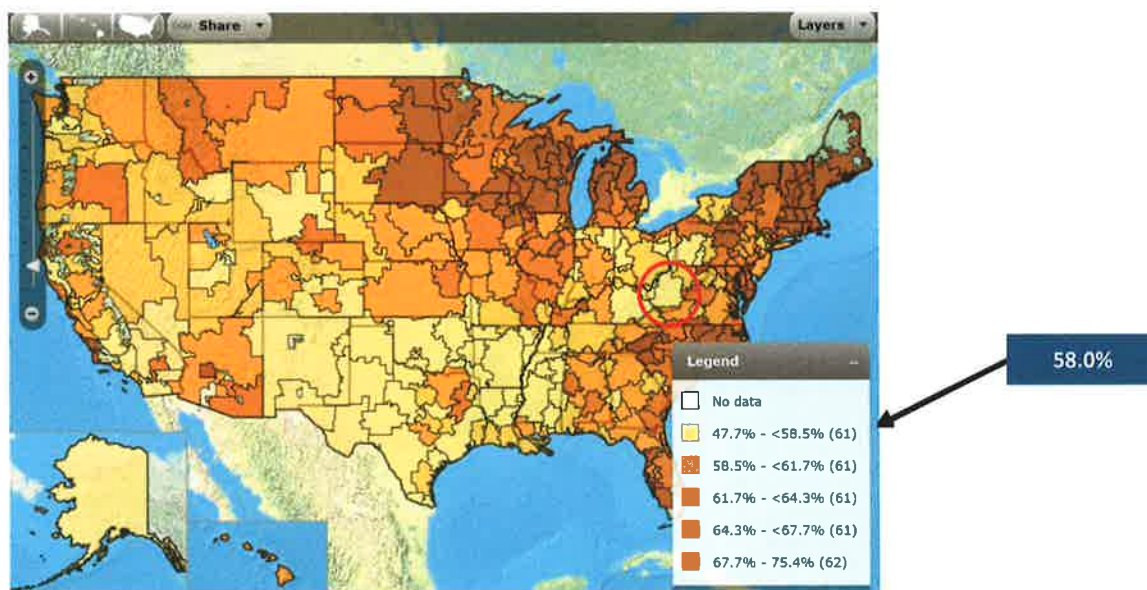 Share
Layers
Legend
No data
47.7% - <58.5% (61)
58.5% - <61.7% (61)
61.7% - <64.3% (61)
64.3% - <67.7% (61)
67.7% - 75.4% (62)
58.0%